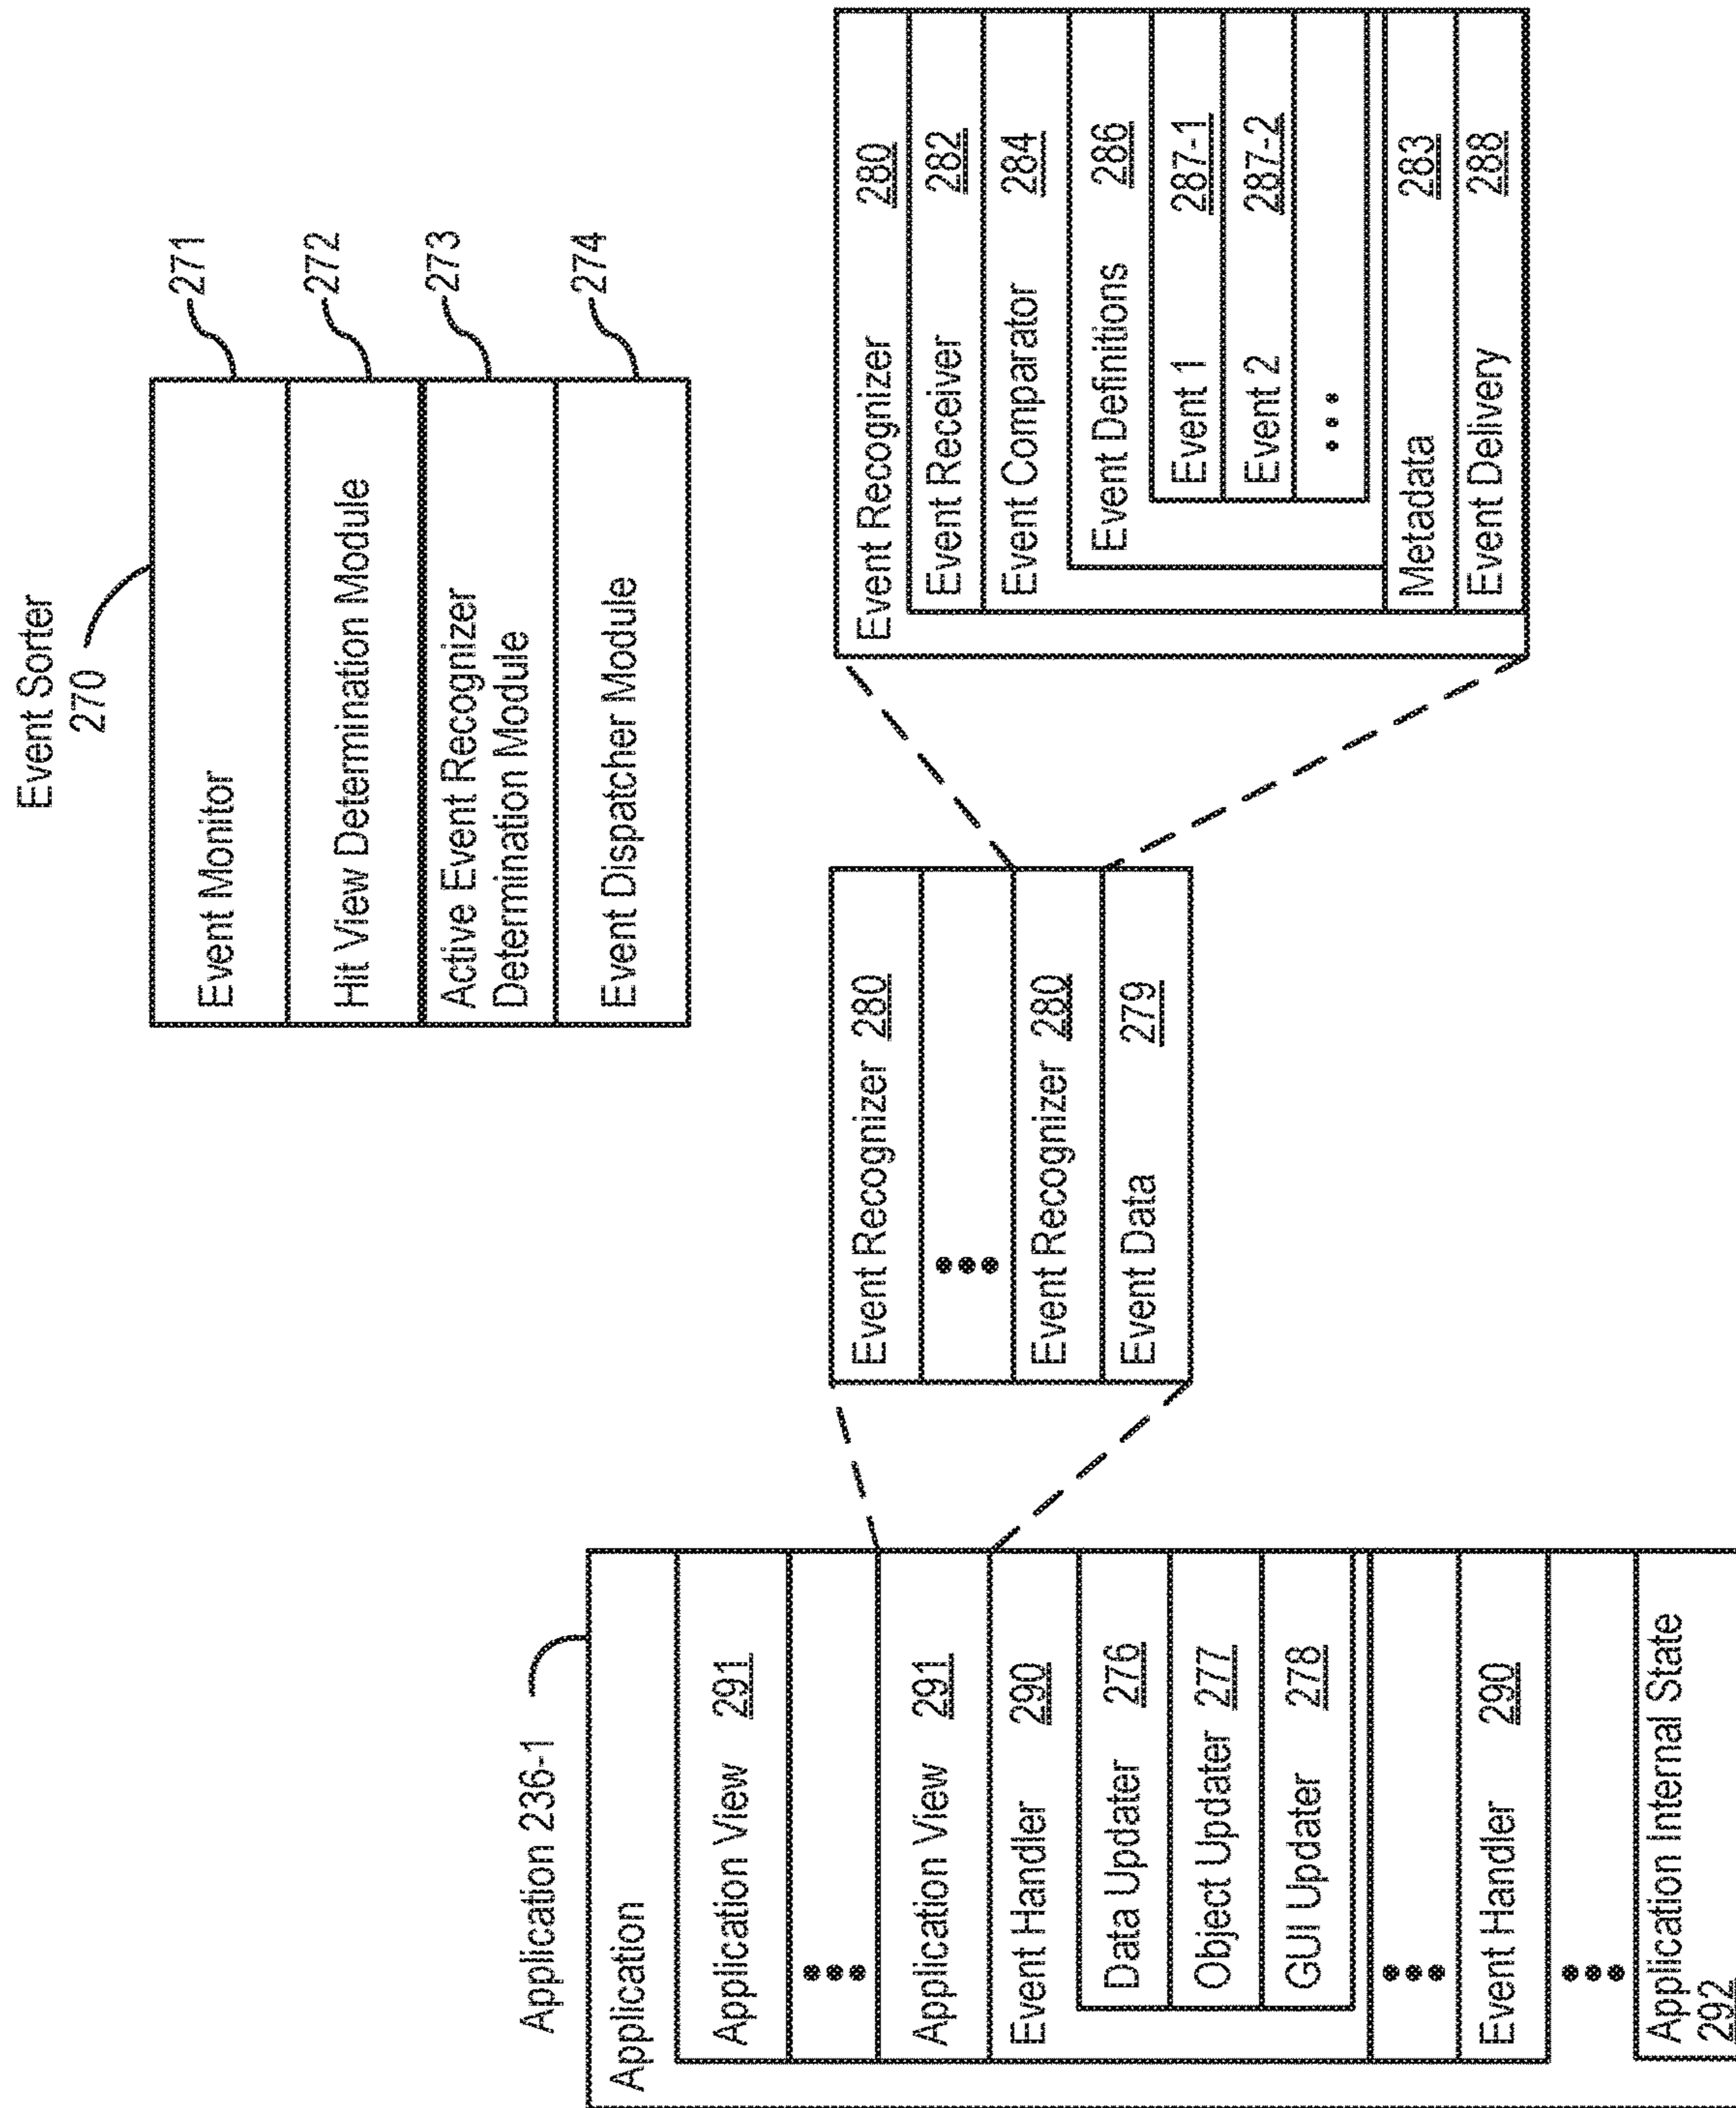 Event Sorter
270
Event Monitor
271
Hit View Determination Module
272
Active Event Recognizer
Determination Module
273
Event Dispatcher Module
274
Application 236-1
Application
Application View 291
•••
Application View 291
Event Handler 290
Data Updater 276
Object Updater 277
GUI Updater 278
•••
Event Handler 290
•••
Application Internal State
292
Event Recognizer 280
•••
Event Recognizer 280
Event Data 279
Event Recognizer 280
Event Receiver 282
Event Comparator 284
Event Definitions 286
Event 1 287-1
Event 2 287-2
•••
Metadata 283
Event Delivery 288